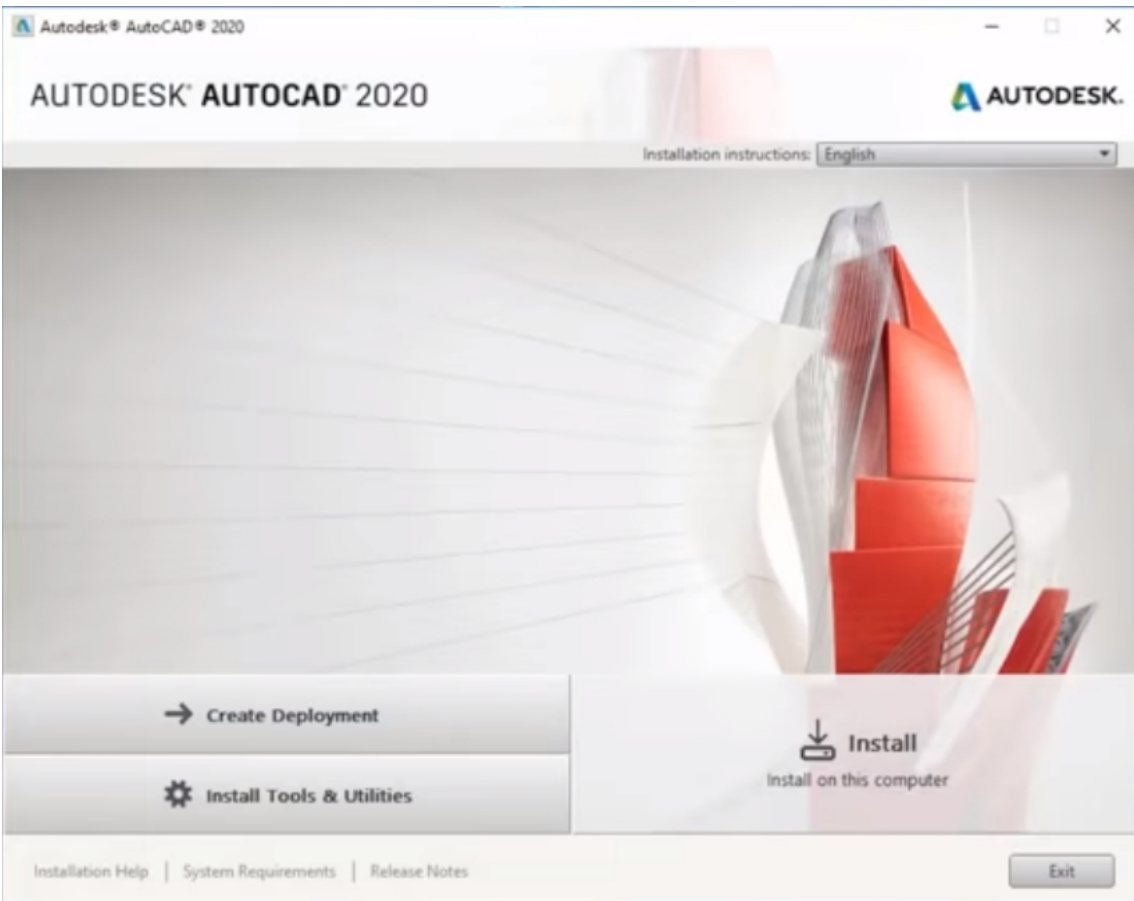 Autodesk® AutoCAD® 2020
AUTODESK® AUTOCAD® 2020
AUTODESK.
Installation instructions: English
Create Deployment
Install Tools & Utilities
Install
Install on this computer
Installation Help | System Requirements | Release Notes
Exit